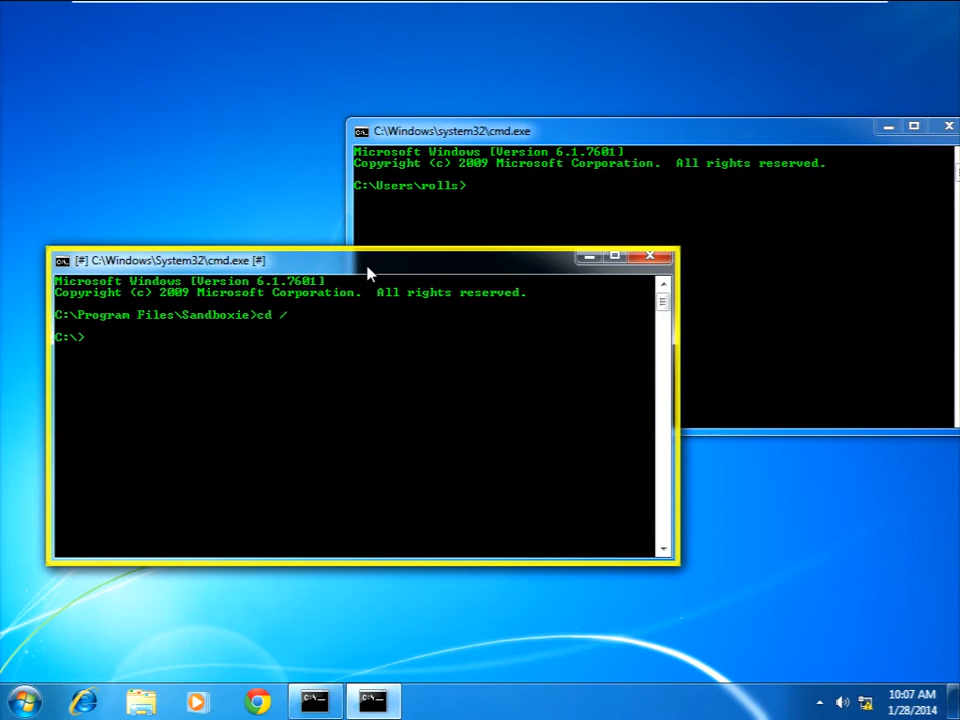 C:\Windows\system32\cmd.exe
Microsoft Windows [Version 6.1.7601]
Copyright (c) 2009 Microsoft Corporation.  All rights reserved.
C:\Users\rolls>
[#] C:\Windows\System32\cmd.exe [#]
Microsoft Windows [Version 6.1.7601]
Copyright (c) 2009 Microsoft Corporation.  All rights reserved.
C:\Program Files\Sandboxie>cd /
C:\>
10:07 AM
1/28/2014